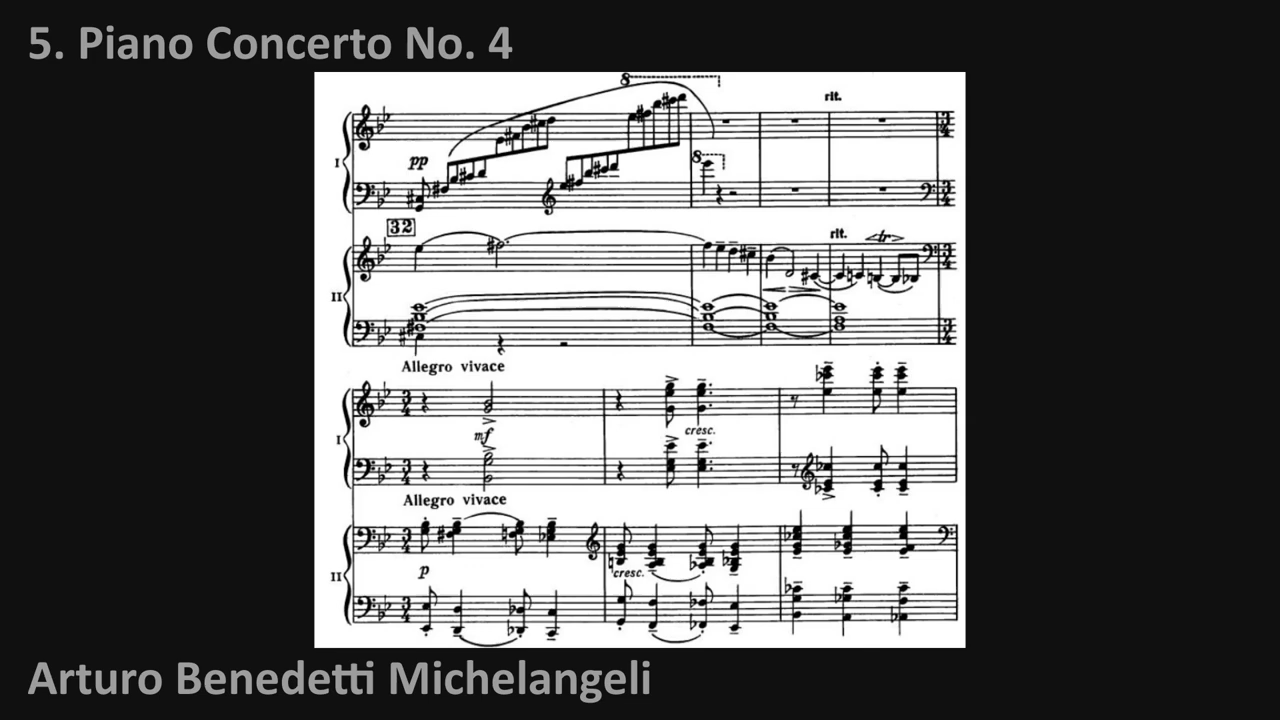 5. Piano Concerto No. 4
8
rit.
I
pp
8
32
rit.
tr
II
Allegro vivace
I
mf
cresc.
Allegro vivace
II
p
cresc.
Arturo Benedetti Michelangeli